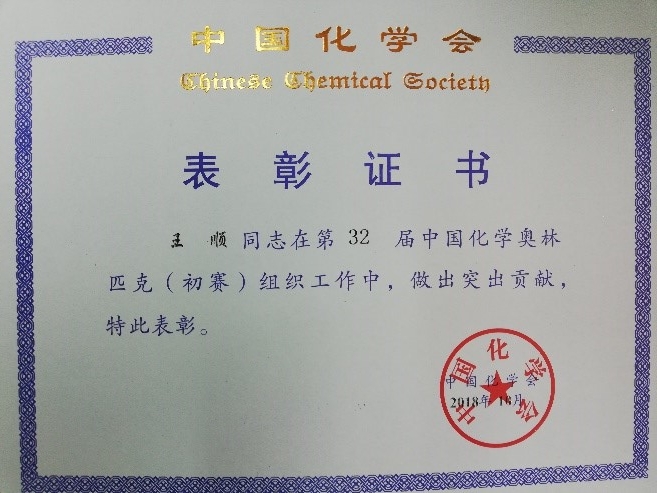 中国化学会
Chinese Chemical Society
表彰证书
王 顺 同志在第 32 届中国化学奥林
匹克（初赛）组织工作中，做出突出贡献，
特此表彰。
中国化学会
中国化学会
2018年 10月